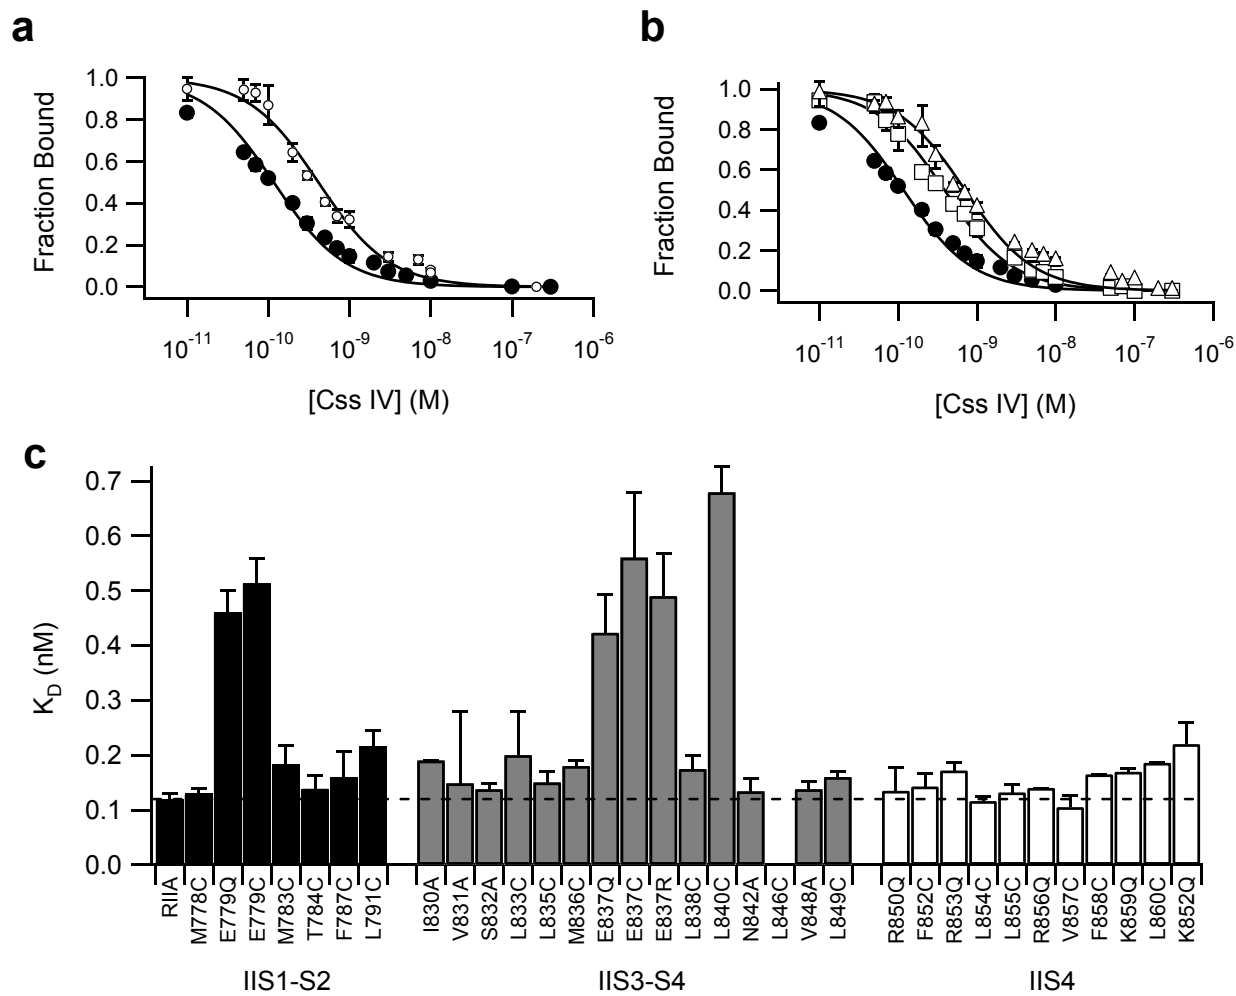 a
b
1.0
0.8
0.6
0.4
0.2
0.0
Fraction Bound
10-11
10-10
10-9
10-8
10-7
10-6
[Css IV] (M)
1.0
0.8
0.6
0.4
0.2
0.0
Fraction Bound
10-11
10-10
10-9
10-8
10-7
10-6
[Css IV] (M)
c
0.7
0.6
0.5
0.4
0.3
0.2
0.1
0.0
KD (nM)
RIIA
M778C
E779Q
E779C
M783C
T784C
F787C
L791C
I830A
V831A
S832A
L833C
L835C
M836C
E837Q
E837C
E837R
L838C
L840C
N842A
L846C
V848A
L849C
R850Q
F852C
R853Q
L854C
L855C
R856Q
V857C
F858C
K859Q
L860C
K852Q
IIS1-S2
IIS3-S4
IIS4